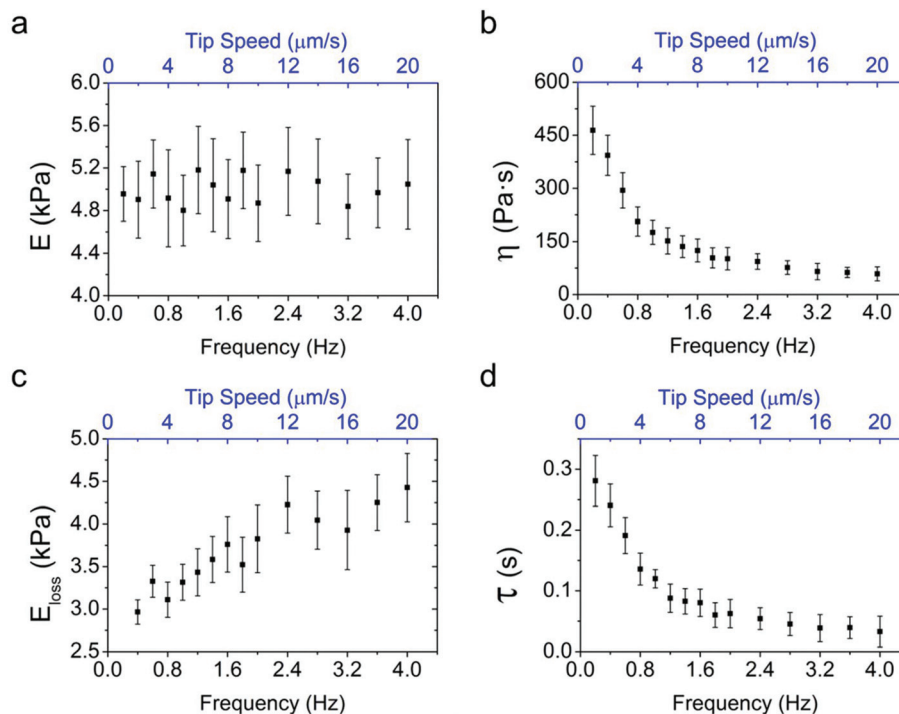 a
Tip Speed (μm/s)
0 4 8 12 16 20
6.0
5.6
5.2
4.8
4.4
4.0
E (kPa)
0.0 0.8 1.6 2.4 3.2 4.0
Frequency (Hz)
b
Tip Speed (μm/s)
0 4 8 12 16 20
600
450
300
150
0
η (Pa·s)
0.0 0.8 1.6 2.4 3.2 4.0
Frequency (Hz)
c
Tip Speed (μm/s)
0 4 8 12 16 20
5.0
4.5
4.0
3.5
3.0
2.5
E_loss (kPa)
0.0 0.8 1.6 2.4 3.2 4.0
Frequency (Hz)
d
Tip Speed (μm/s)
0 4 8 12 16 20
0.3
0.2
0.1
0.0
τ (s)
0.0 0.8 1.6 2.4 3.2 4.0
Frequency (Hz)